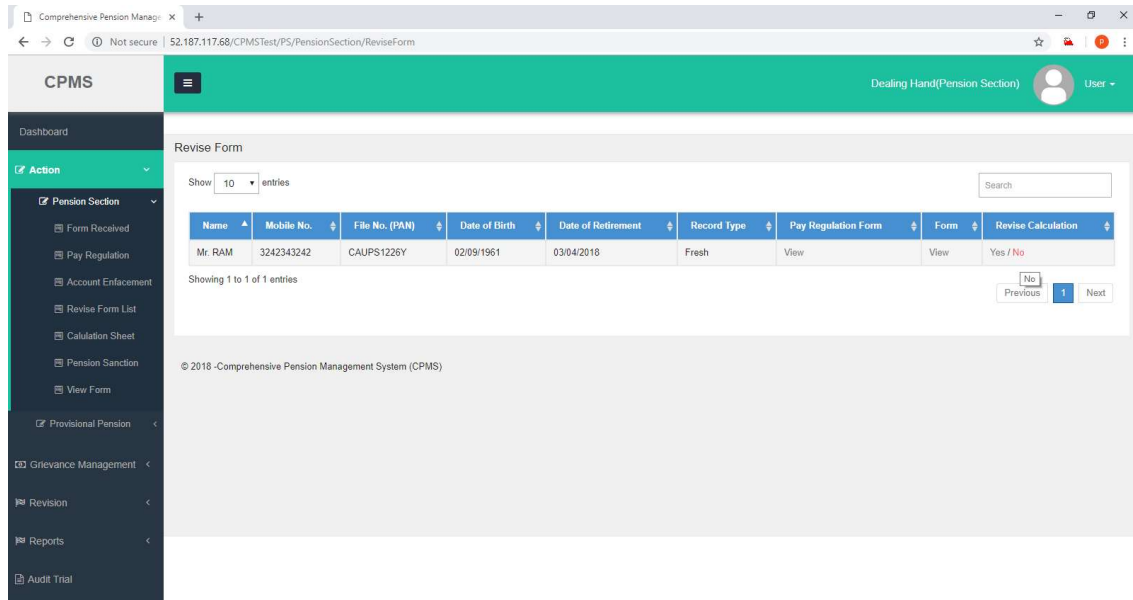 Comprehensive Pension Manage
Not secure | 52.187.117.68/CPMSTest/PS/PensionSection/ReviseForm
P
CPMS
Dealing Hand(Pension Section)
User
Dashboard
Action
Pension Section
Form Received
Pay Regulation
Account Enfacement
Revise Form List
Calulation Sheet
Pension Sanction
View Form
Provisional Pension
Grievance Management
Revision
Reports
Audit Trial
Revise Form
Show 10 entries
Search
Name Mobile No. File No. (PAN) Date of Birth Date of Retirement Record Type Pay Regulation Form Form Revise Calculation
Mr. RAM 3242343242 CAUPS1226Y 02/09/1961 03/04/2018 Fresh View View Yes / No
Showing 1 to 1 of 1 entries
No
Previous 1 Next
© 2018 -Comprehensive Pension Management System (CPMS)